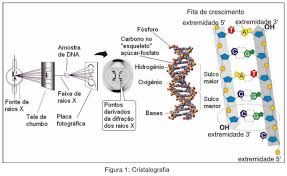 Fonte de
raios X
Tela de
chumbo
Amostra
de DNA
Feixe de
raios X
Placa
fotográfica
Pontos
derivados
da difração
dos raios X
Fósforo
Carbono no
"esqueleto"
açúcar-fosfato
Hidrogênio
Oxigênio
Bases
Sulco
maior
Sulco
menor
Fita de crescimento
extremidade 5'
extremidade 3'
OH
T
A
C
G
A
T
C
G
C
OH
extremidade 3'
extremidade 5'
Figura 1: Cristalografia